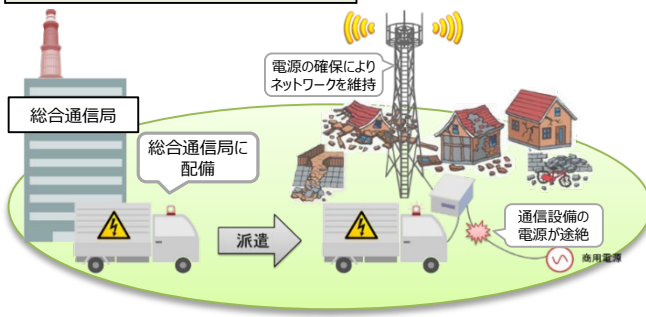 電源の確保により
ネットワークを維持
総合通信局
総合通信局に
配備
派遣
通信設備の
電源が途絶
商用電源